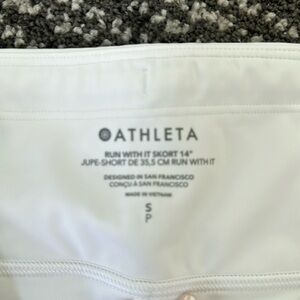 ATHLETA
RUN WITH IT SKORT 14"
JUPE-SHORT DE 35,5 CM RUN WITH IT
DESIGNED IN SAN FRANCISCO
CONÇU À SAN FRANCISCO
MADE IN VIETNAM
S
P